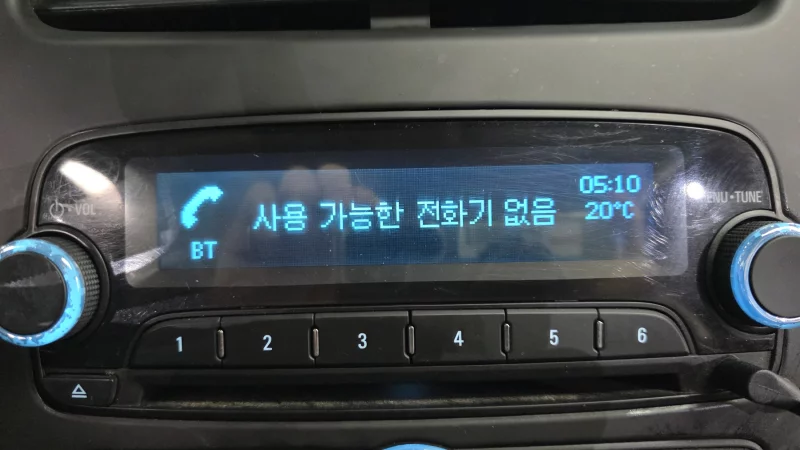 05:10
사용 가능한 전화기 없음
20°C
BT
VOL
MENU•TUNE
1 2 3 4 5 6